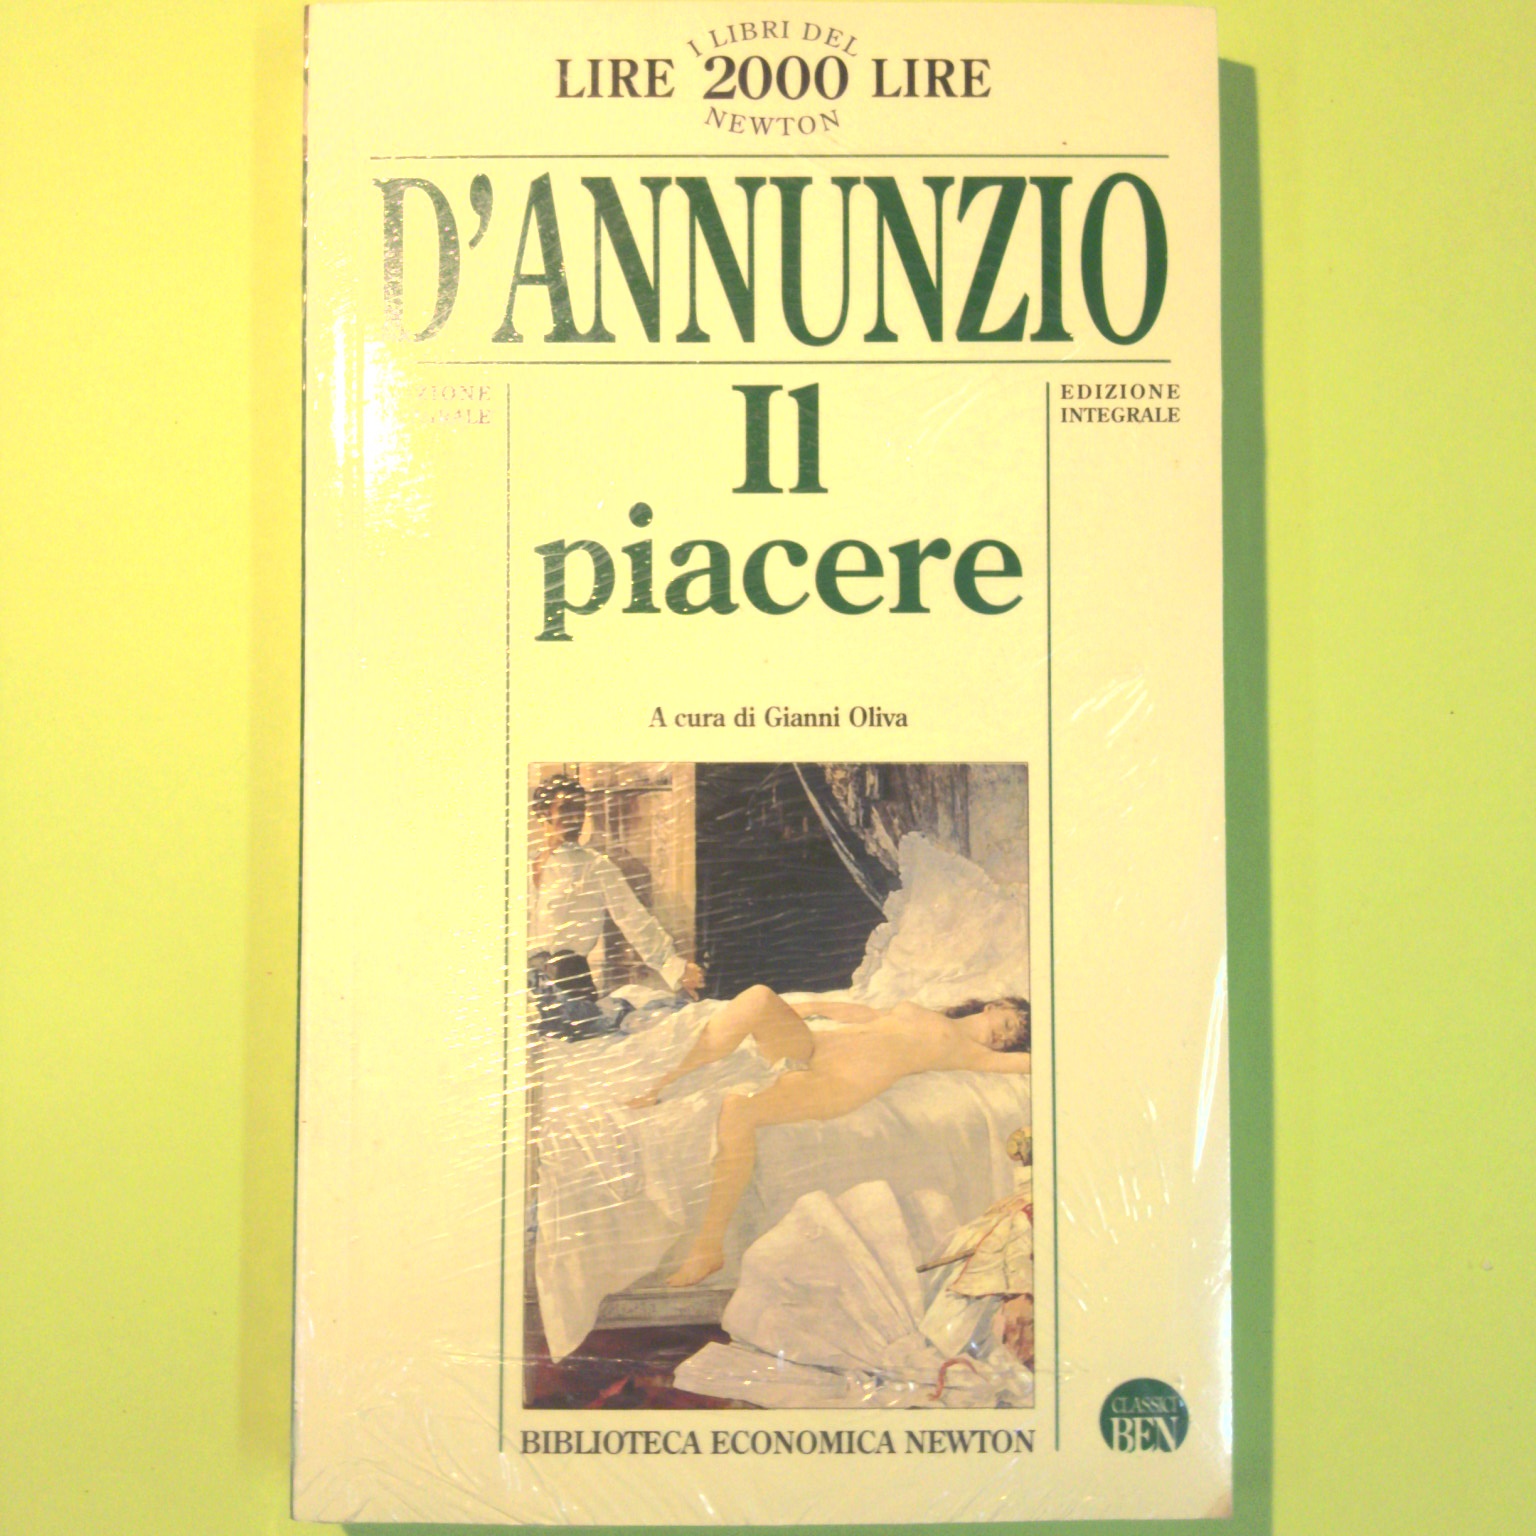 I LIBRI DEL
LIRE 2000 LIRE
NEWTON
D'ANNUNZIO
EDIZIONE
INTEGRALE
Il
piacere
A cura di Gianni Oliva
BIBLIOTECA ECONOMICA NEWTON
CLASSICI
BEN